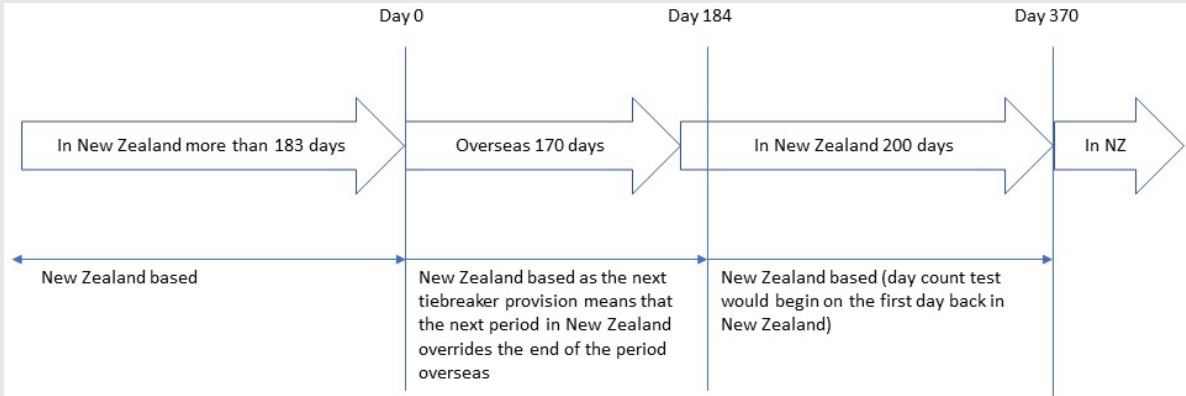 Day 0
Day 184
Day 370
In New Zealand more than 183 days
Overseas 170 days
In New Zealand 200 days
In NZ
New Zealand based
New Zealand based as the next
tiebreaker provision means that
the next period in New Zealand
overrides the end of the period
overseas
New Zealand based (day count test
would begin on the first day back in
New Zealand)